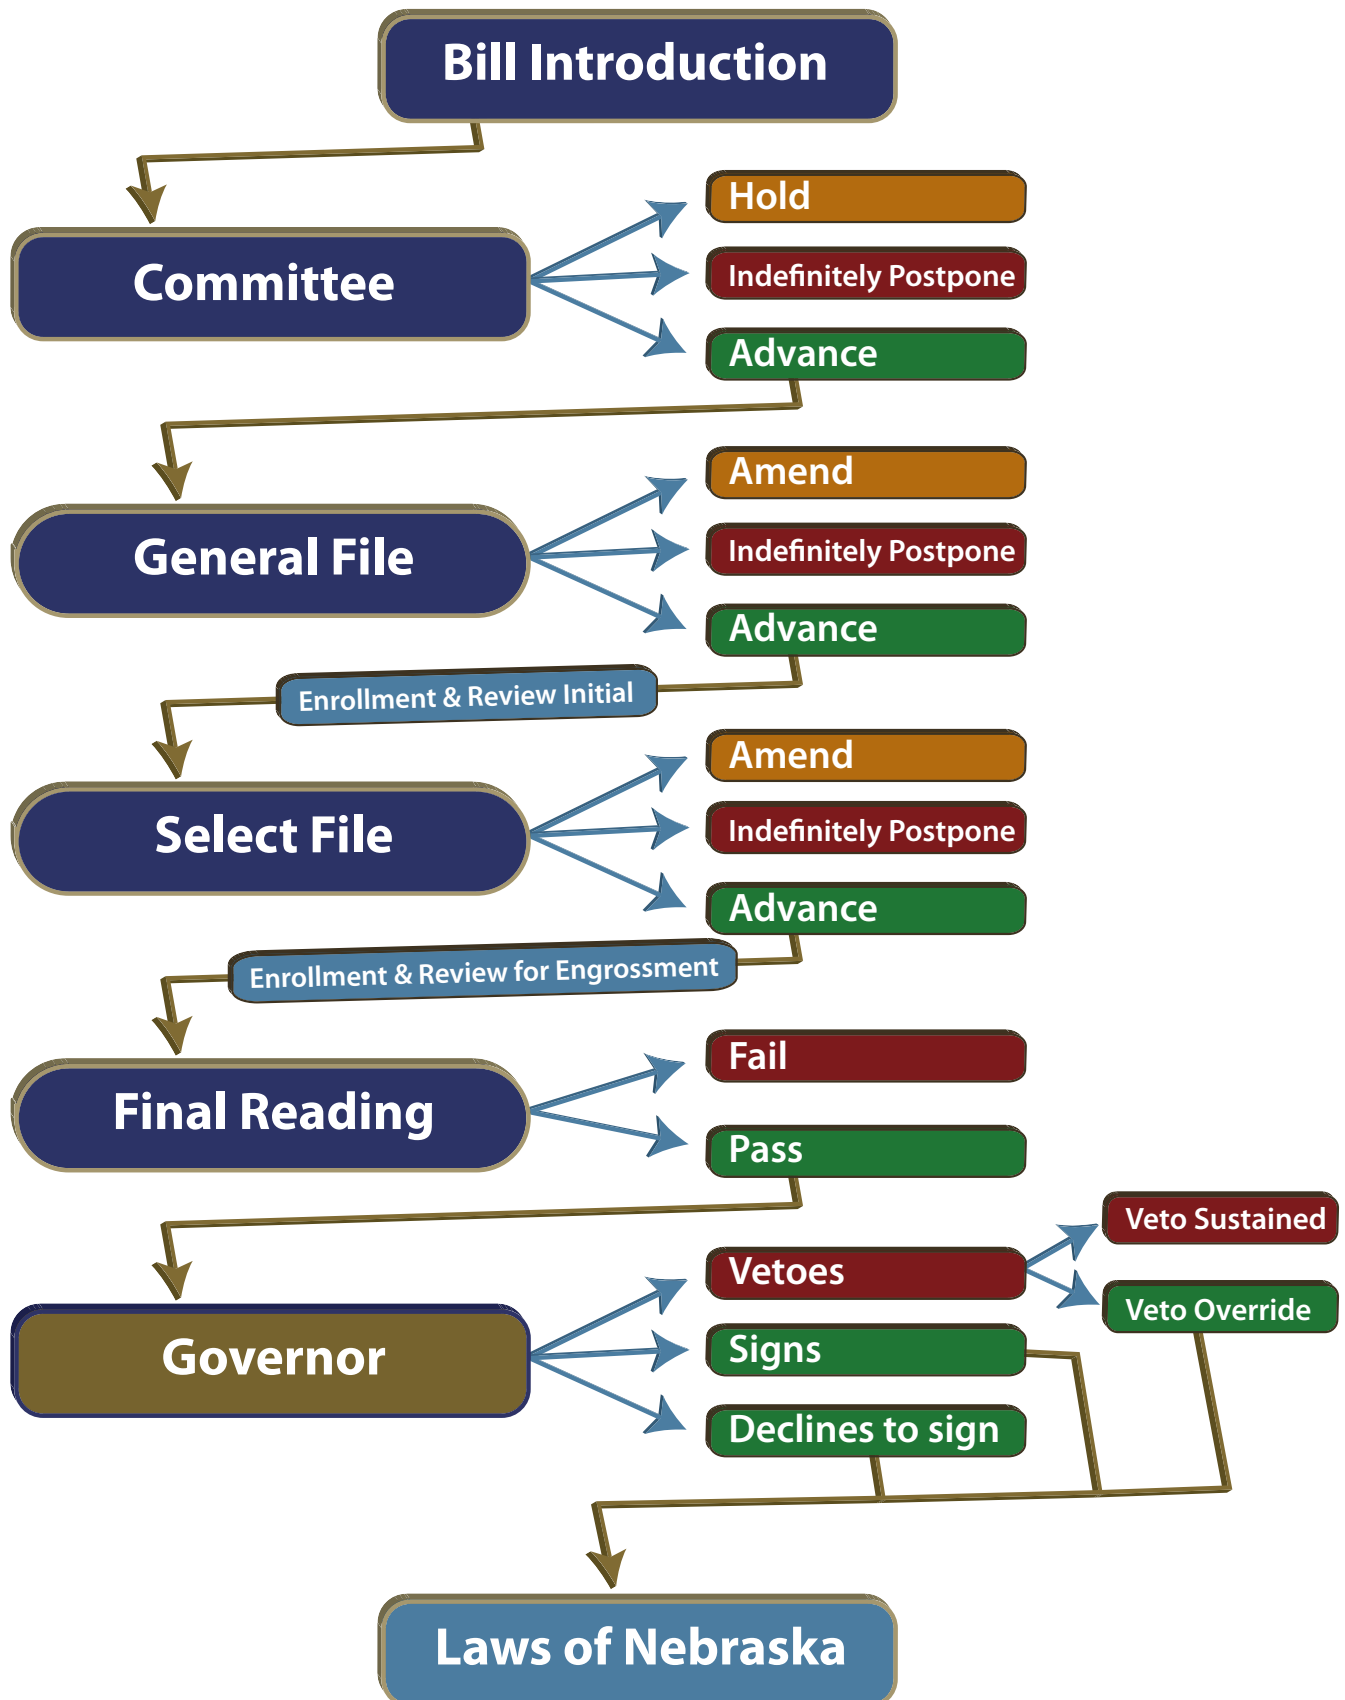 Bill Introduction
Committee
Hold
Indefinitely Postpone
Advance
General File
Amend
Indefinitely Postpone
Advance
Enrollment & Review Initial
Select File
Amend
Indefinitely Postpone
Advance
Enrollment & Review for Engrossment
Final Reading
Fail
Pass
Governor
Vetoes
Signs
Declines to sign
Veto Sustained
Veto Override
Laws of Nebraska